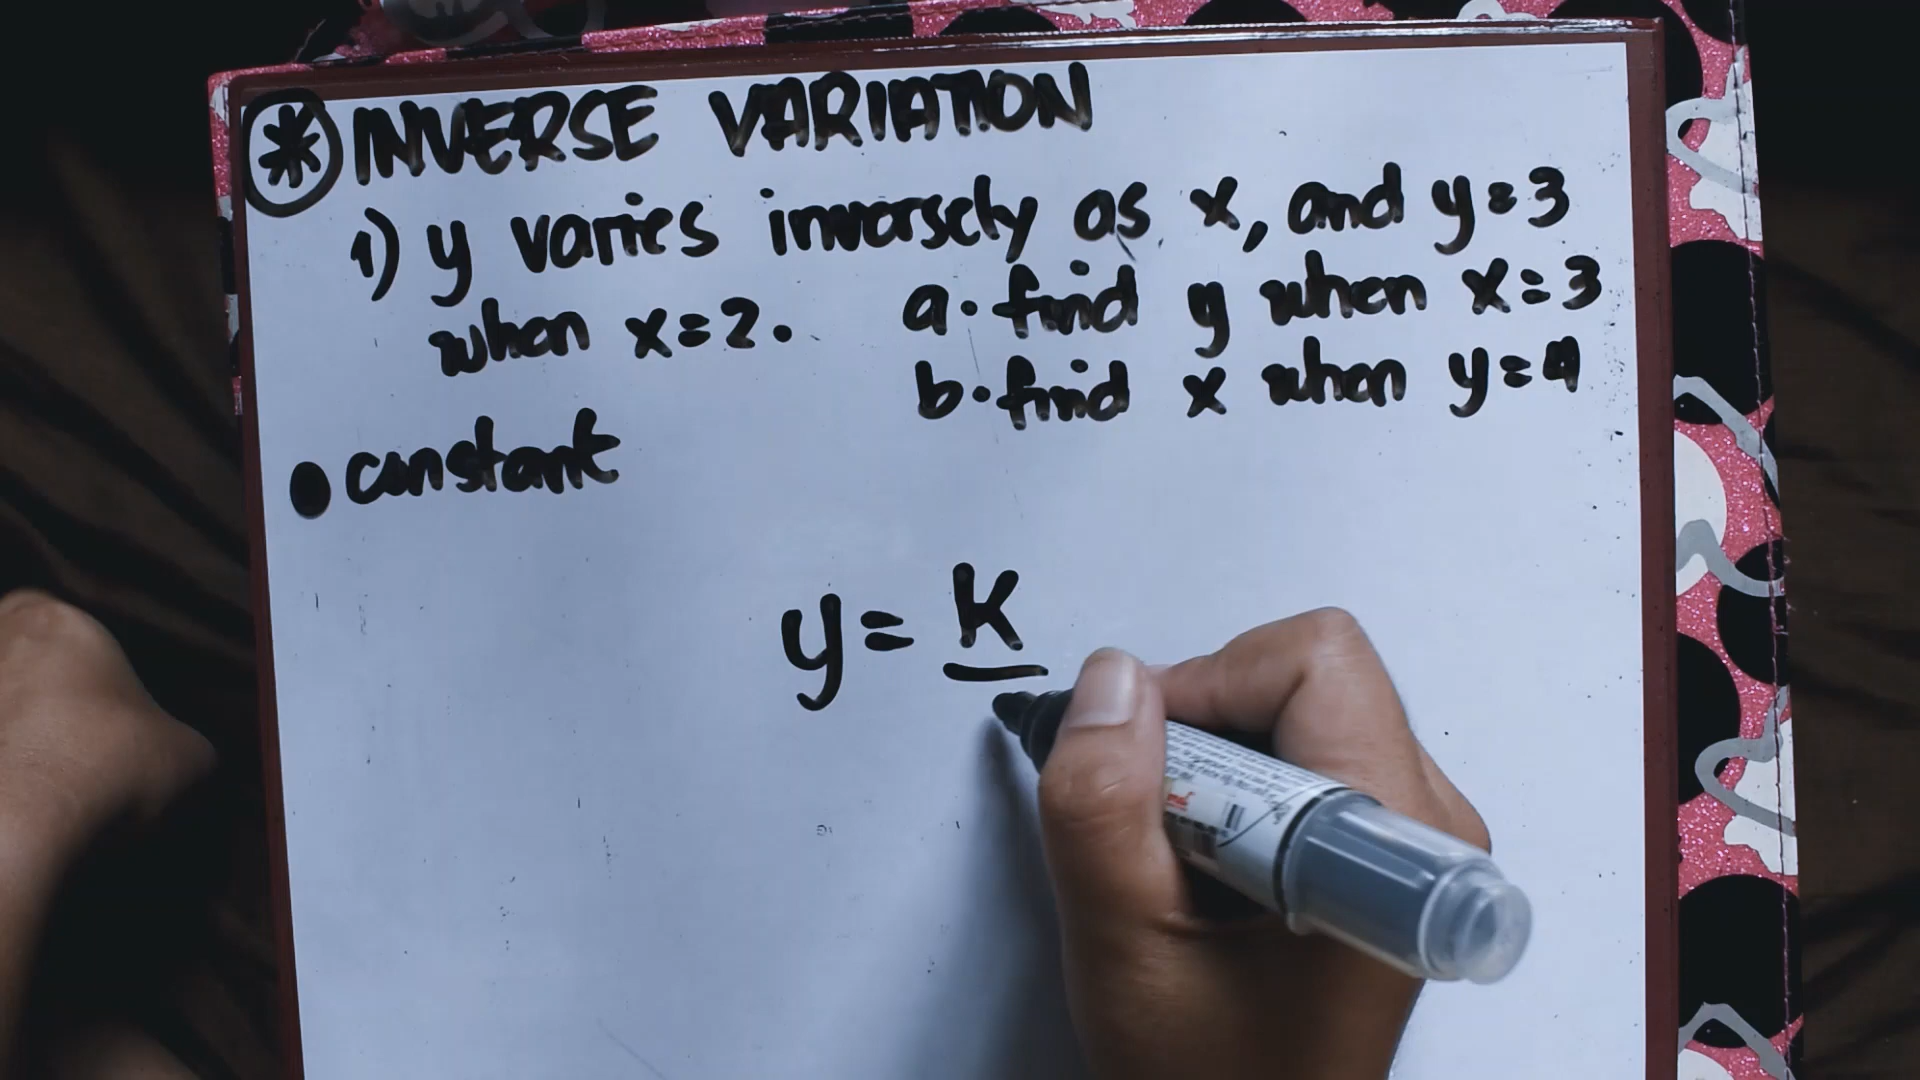 * INVERSE VARIATION
1) y varies inversely as x, and y=3
when x=2. a. find y when x=3
b. find x when y=4
• constant
y = K